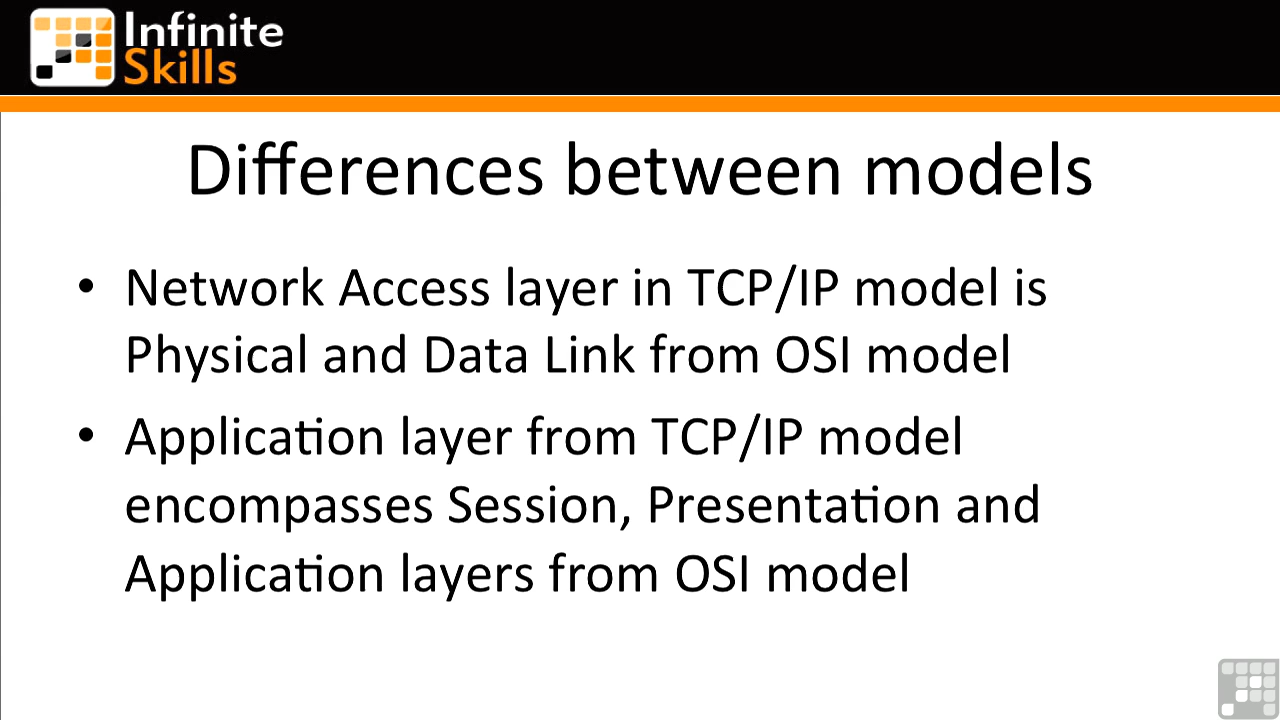 Infinite
Skills
Differences between models
• Network Access layer in TCP/IP model is
Physical and Data Link from OSI model
• Application layer from TCP/IP model
encompasses Session, Presentation and
Application layers from OSI model